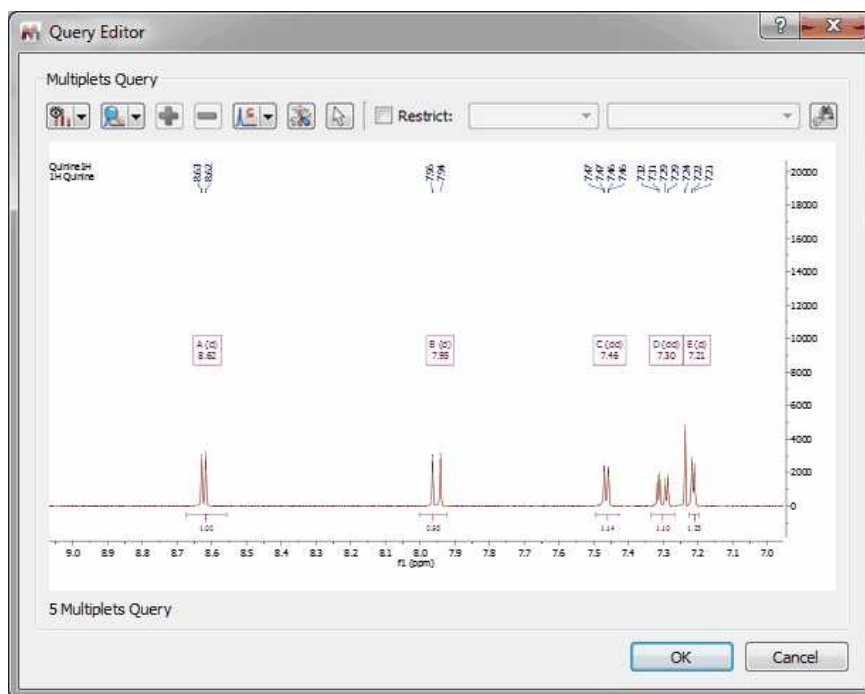 Query Editor
Multiplets Query
Restrict:
Quinine1H
1H Quinine
8.63
8.62
7.96
7.94
7.47
7.47
7.46
7.46
7.32
7.31
7.29
7.29
7.24
7.22
7.21
20000
18000
16000
14000
12000
10000
8000
6000
4000
2000
0
A (d)
8.62
B (d)
7.95
C (dd)
7.46
D (dd)
7.30
E (d)
7.21
1.00
0.95
1.14
1.10
9.0 8.9 8.8 8.7 8.6 8.5 8.4 8.3 8.2 8.1 8.0 7.9 7.8 7.7 7.6 7.5 7.4 7.3 7.2 7.1 7.0
f1 (ppm)
5 Multiplets Query
OK
Cancel